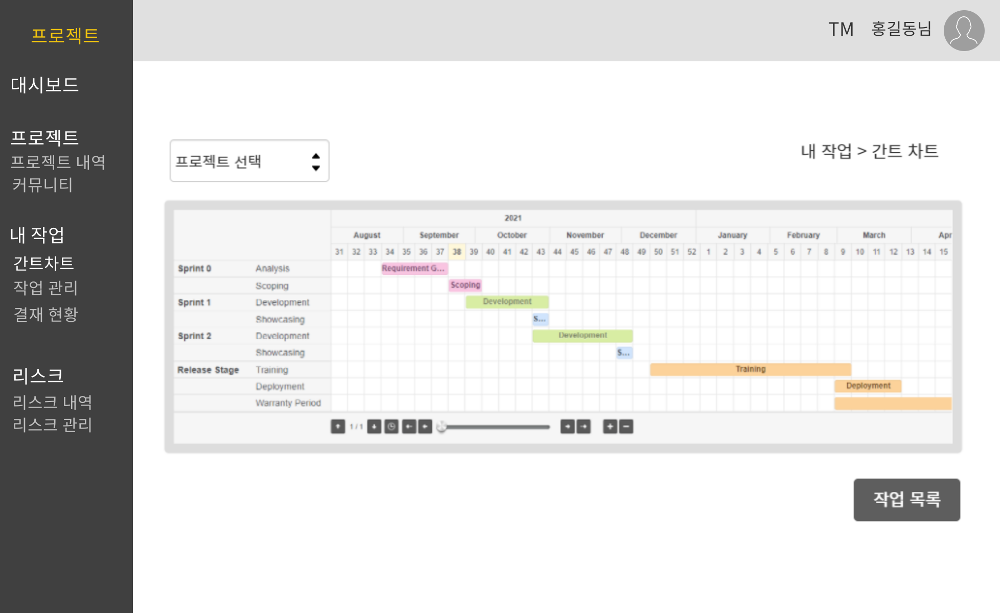 프로젝트
대시보드
프로젝트
프로젝트 내역
커뮤니티
내 작업
간트차트
작업 관리
결재 현황
리스크
리스크 내역
리스크 관리
TM 홍길동님
프로젝트 선택
내 작업 > 간트 차트
2021
August September October November December January February March Apr
31 32 33 34 35 36 37 38 39 40 41 42 43 44 45 46 47 48 49 50 51 52 1 2 3 4 5 6 7 8 9 10 11 12 13 14 15
Sprint 0 Analysis Requirement G...
Scoping Scoping
Sprint 1 Development Development
Showcasing S...
Sprint 2 Development Development
Showcasing S...
Release Stage Training Training
Deployment Deployment
Warranty Period
1 / 1
작업 목록